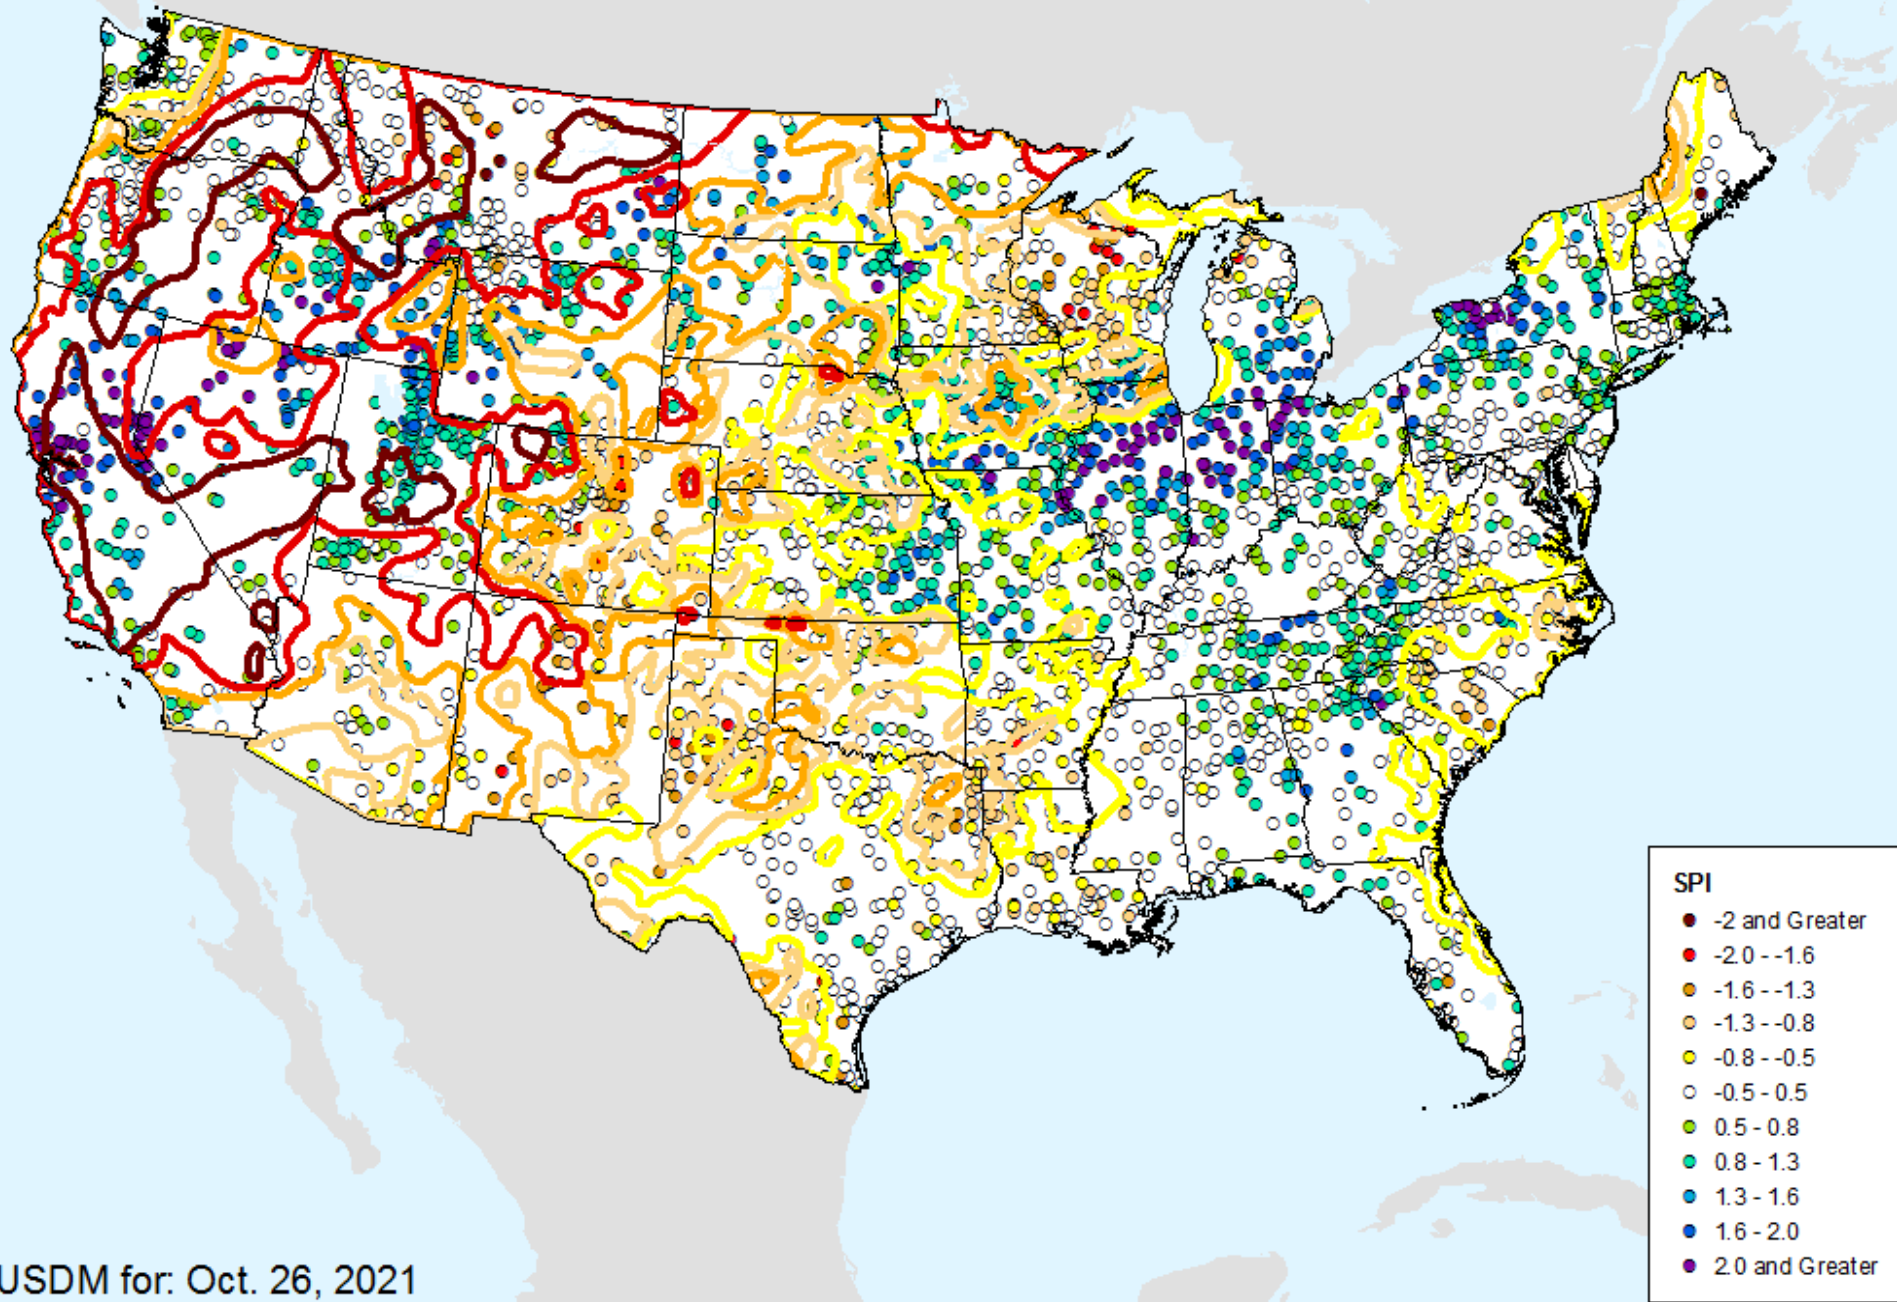 SPI
-2 and Greater
-2.0 - -1.6
-1.6 - -1.3
-1.3 - -0.8
-0.8 - -0.5
-0.5 - 0.5
0.5 - 0.8
0.8 - 1.3
1.3 - 1.6
1.6 - 2.0
2.0 and Greater
USDM for: Oct. 26, 2021